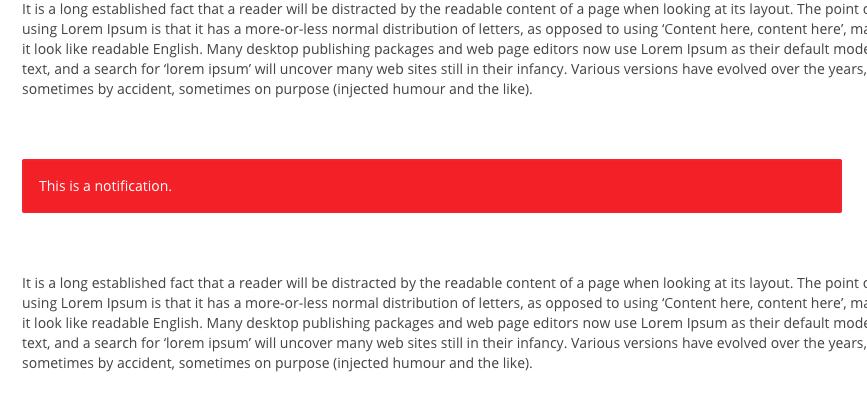 It is a long established fact that a reader will be distracted by the readable content of a page when looking at its layout. The point
using Lorem Ipsum is that it has a more-or-less normal distribution of letters, as opposed to using ‘Content here, content here’,
it look like readable English. Many desktop publishing packages and web page editors now use Lorem Ipsum as their default
text, and a search for ‘lorem ipsum’ will uncover many web sites still in their infancy. Various versions have evolved over the years,
sometimes by accident, sometimes on purpose (injected humour and the like).
This is a notification.
It is a long established fact that a reader will be distracted by the readable content of a page when looking at its layout. The point
using Lorem Ipsum is that it has a more-or-less normal distribution of letters, as opposed to using ‘Content here, content here’,
it look like readable English. Many desktop publishing packages and web page editors now use Lorem Ipsum as their default
text, and a search for ‘lorem ipsum’ will uncover many web sites still in their infancy. Various versions have evolved over the years,
sometimes by accident, sometimes on purpose (injected humour and the like).